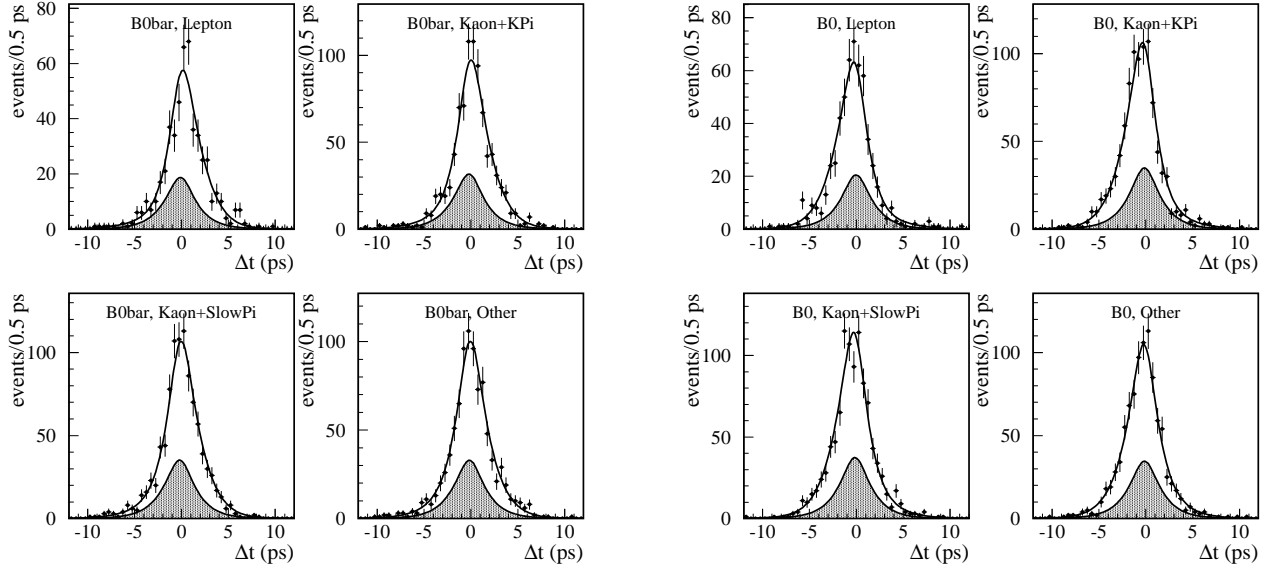 B0bar, Lepton
events/0.5 ps
80
60
40
20
0
-10 -5 0 5 10
Δt (ps)
B0bar, Kaon+KPi
events/0.5 ps
100
50
0
-10 -5 0 5 10
Δt (ps)
B0, Lepton
events/0.5 ps
80
60
40
20
0
-10 -5 0 5 10
Δt (ps)
B0, Kaon+KPi
events/0.5 ps
100
50
0
-10 -5 0 5 10
Δt (ps)
B0bar, Kaon+SlowPi
events/0.5 ps
100
50
0
-10 -5 0 5 10
Δt (ps)
B0bar, Other
events/0.5 ps
100
50
0
-10 -5 0 5 10
Δt (ps)
B0, Kaon+SlowPi
events/0.5 ps
100
50
0
-10 -5 0 5 10
Δt (ps)
B0, Other
events/0.5 ps
100
50
0
-10 -5 0 5 10
Δt (ps)